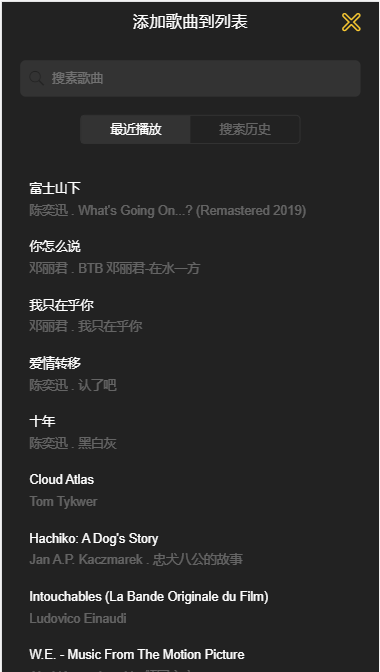 添加歌曲到列表
搜素歌曲
最近播放 搜索历史
富士山下
陈奕迅 . What's Going On...? (Remastered 2019)
你怎么说
邓丽君 . BTB 邓丽君·在水一方
我只在乎你
邓丽君 . 我只在乎你
爱情转移
陈奕迅 . 认了吧
十年
陈奕迅 . 黑白灰
Cloud Atlas
Tom Tykwer
Hachiko: A Dog's Story
Jan A.P. Kaczmarek . 忠犬八公的故事
Intouchables (La Bande Originale du Film)
Ludovico Einaudi
W.E. - Music From The Motion Picture